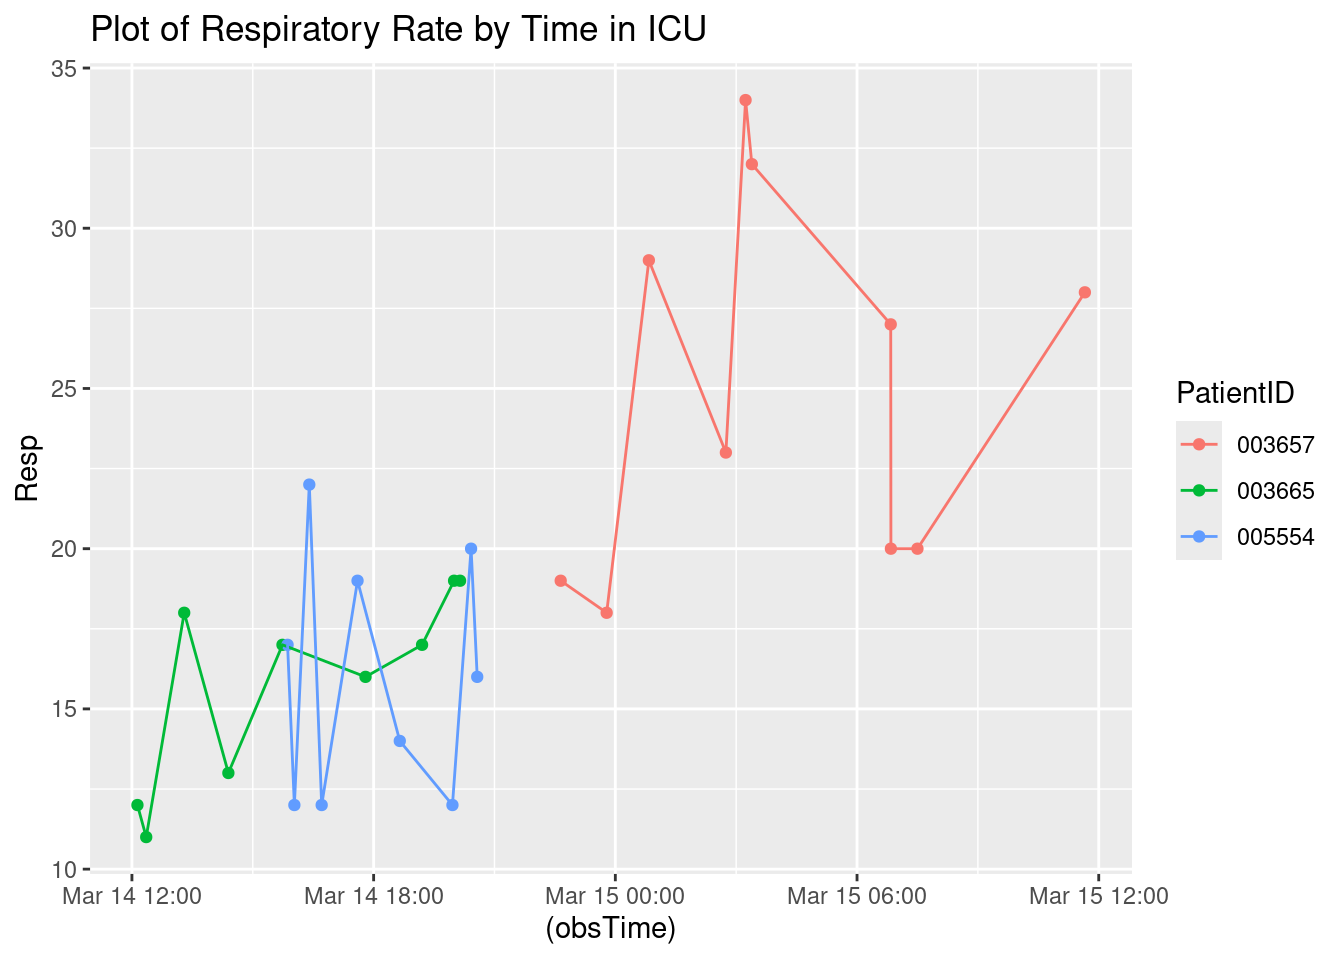 Plot of Respiratory Rate by Time in ICU
35
30
25
20
15
10
Resp
Mar 14 12:00 Mar 14 18:00 Mar 15 00:00 Mar 15 06:00 Mar 15 12:00
(obsTime)
PatientID
003657
003665
005554